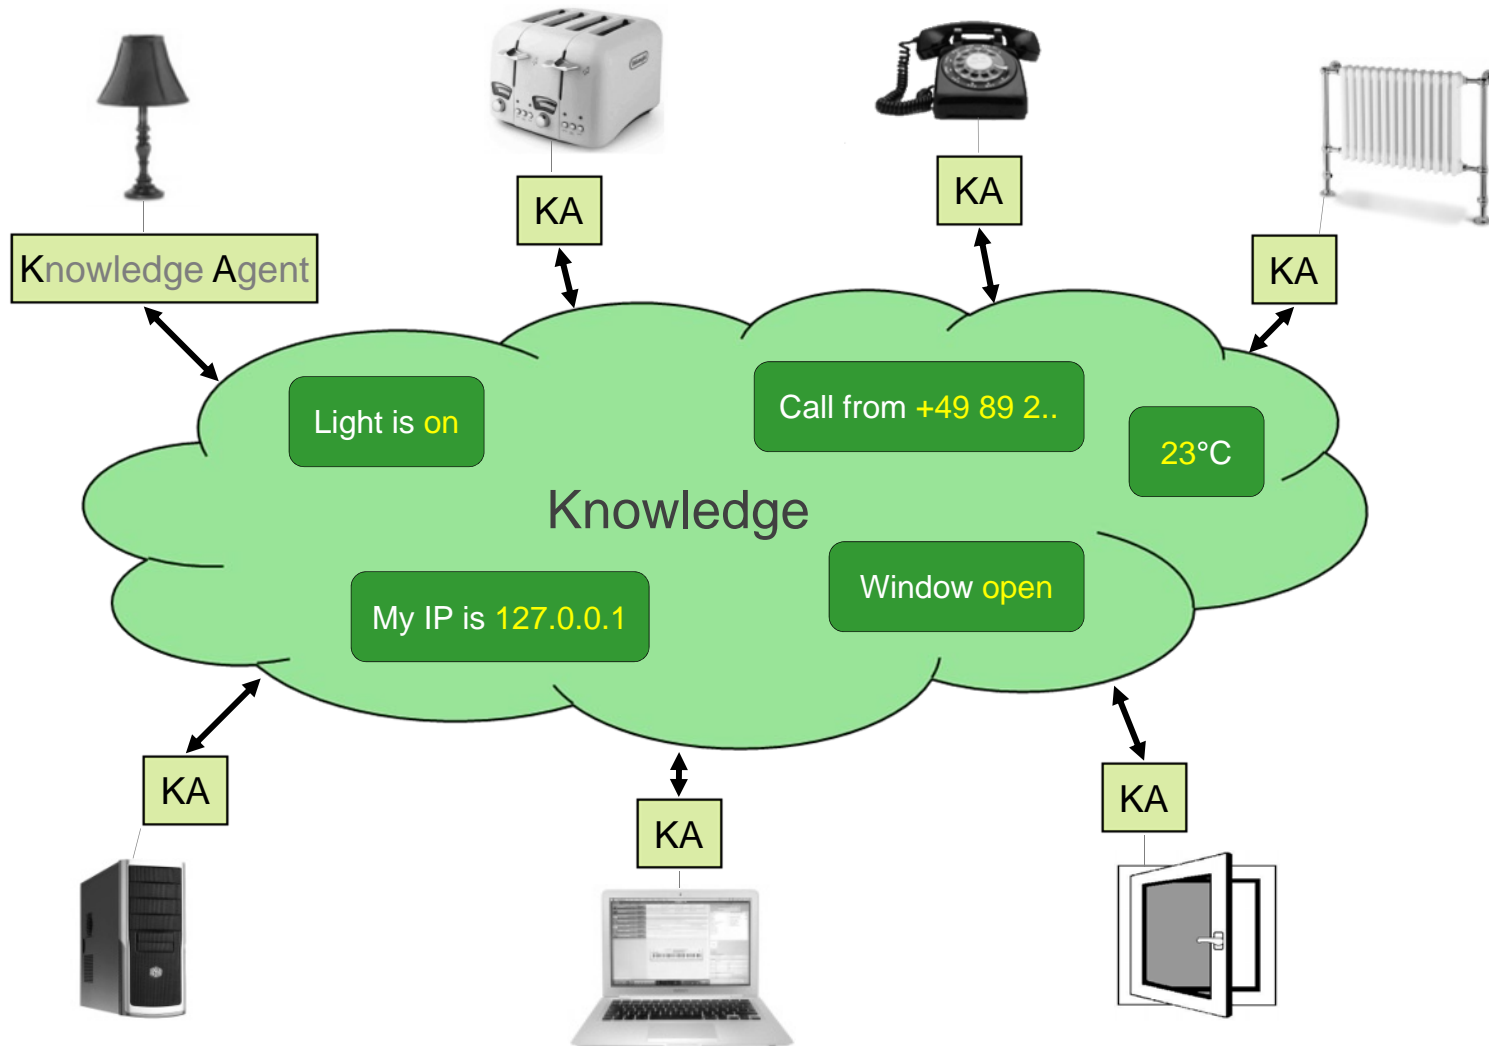 KA
KA
KA
Knowledge Agent
KA
Light is on
Call from +49 89 2..
23°C
Knowledge
My IP is 127.0.0.1
Window open
KA
KA
KA